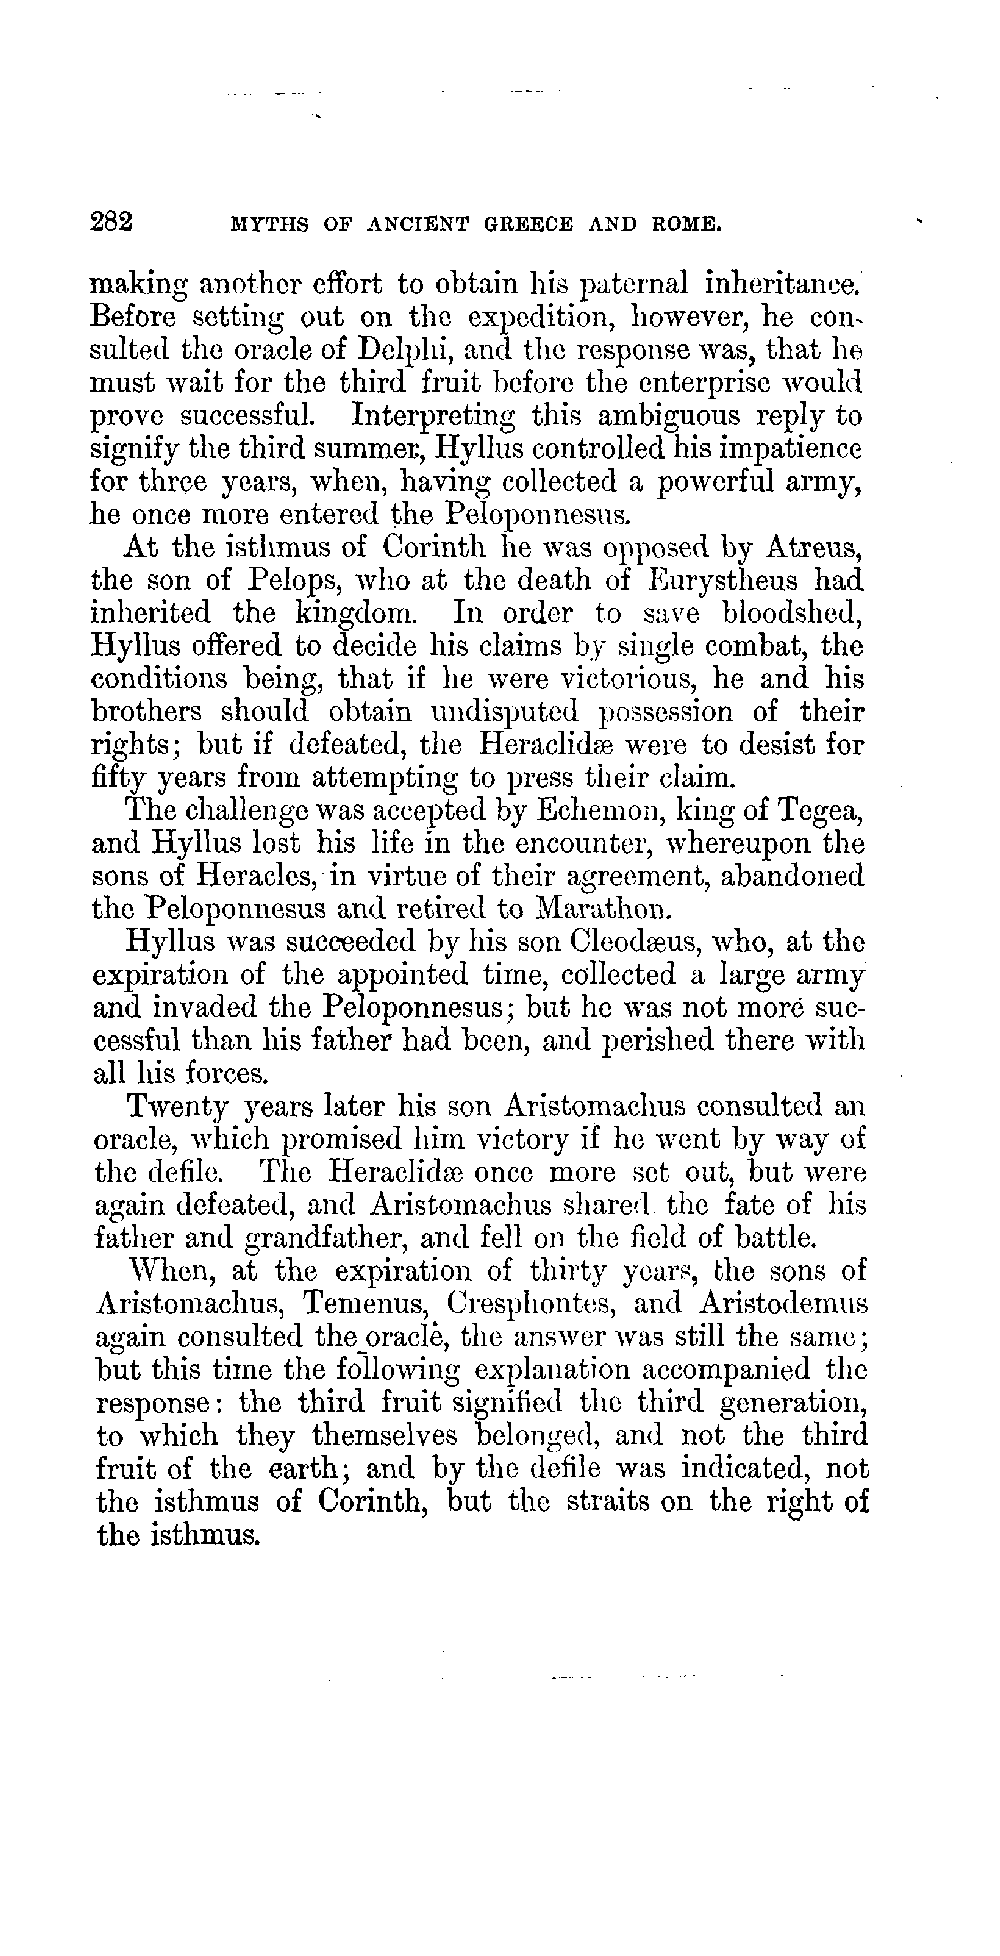 282 MYTHS OF ANCIENT GREECE AND ROME.
making another effort to obtain his paternal inheritance.
Before setting out on the expedition, however, he con-
sulted the oracle of Delphi, and the response was, that he
must wait for the third fruit before the enterprise would
prove successful. Interpreting this ambiguous reply to
signify the third summer, Hyllus controlled his impatience
for three years, when, having collected a powerful army,
he once more entered the Peloponnesus.
At the isthmus of Corinth he was opposed by Atreus,
the son of Pelops, who at the death of Eurystheus had
inherited the kingdom. In order to save bloodshed,
Hyllus offered to decide his claims by single combat, the
conditions being, that if he were victorious, he and his
brothers should obtain undisputed possession of their
rights; but if defeated, the Heraclidæ were to desist for
fifty years from attempting to press their claim.
The challenge was accepted by Echemon, king of Tegea,
and Hyllus lost his life in the encounter, whereupon the
sons of Heracles, in virtue of their agreement, abandoned
the Peloponnesus and retired to Marathon.
Hyllus was succeeded by his son Cleodæus, who, at the
expiration of the appointed time, collected a large army
and invaded the Peloponnesus; but he was not more suc-
cessful than his father had been, and perished there with
all his forces.
Twenty years later his son Aristomachus consulted an
oracle, which promised him victory if he went by way of
the defile. The Heraclidæ once more set out, but were
again defeated, and Aristomachus shared the fate of his
father and grandfather, and fell on the field of battle.
When, at the expiration of thirty years, the sons of
Aristomachus, Temenus, Cresphontes, and Aristodemus
again consulted the oracle, the answer was still the same;
but this time the following explanation accompanied the
response: the third fruit signified the third generation,
to which they themselves belonged, and not the third
fruit of the earth; and by the defile was indicated, not
the isthmus of Corinth, but the straits on the right of
the isthmus.